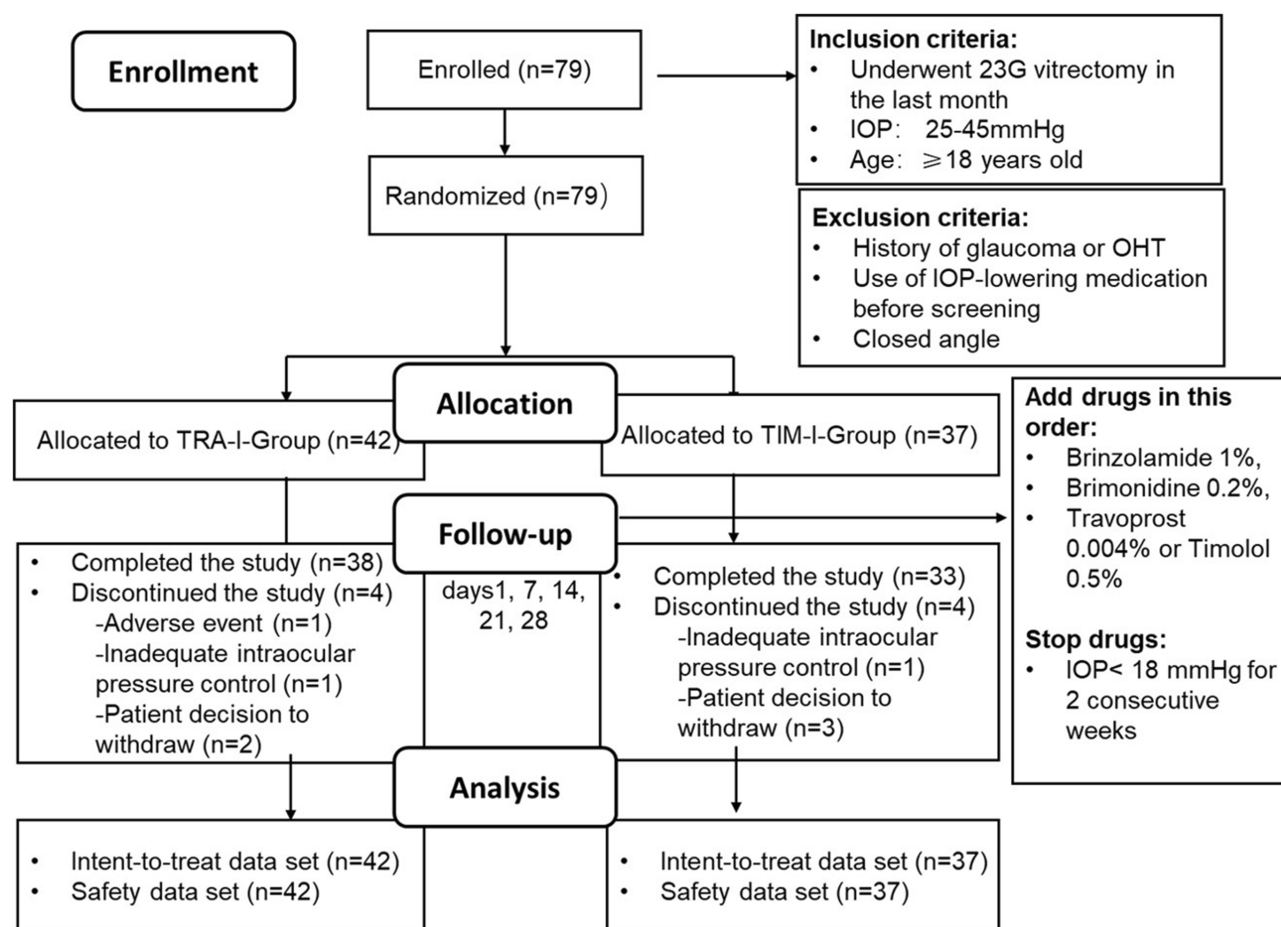 Enrollment
Enrolled (n=79)
Inclusion criteria:
• Underwent 23G vitrectomy in
the last month
• IOP: 25-45mmHg
• Age: ≥18 years old
Randomized (n=79)
Exclusion criteria:
• History of glaucoma or OHT
• Use of IOP-lowering medication
before screening
• Closed angle
Allocation
Allocated to TRA-I-Group (n=42)
Allocated to TIM-I-Group (n=37)
Add drugs in this
order:
• Brinzolamide 1%,
• Brimonidine 0.2%,
• Travoprost
0.004% or Timolol
0.5%
Stop drugs:
• IOP< 18 mmHg for
2 consecutive
weeks
Follow-up
days1, 7, 14,
21, 28
• Completed the study (n=38)
• Discontinued the study (n=4)
-Adverse event (n=1)
-Inadequate intraocular
pressure control (n=1)
-Patient decision to
withdraw (n=2)
• Completed the study (n=33)
• Discontinued the study (n=4)
-Inadequate intraocular
pressure control (n=1)
-Patient decision to
withdraw (n=3)
Analysis
• Intent-to-treat data set (n=42)
• Safety data set (n=42)
• Intent-to-treat data set (n=37)
• Safety data set (n=37)